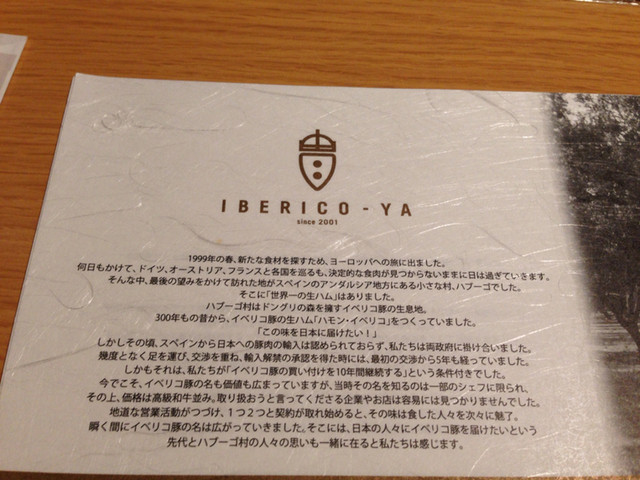 IBERICO-YA
since 2001
1999年の春、新たな食材を探すため、ヨーロッパへの旅に出ました。
何日もかけて、ドイツ、オーストリア、フランスと各国を巡るも、決定的な食肉が見つからないままに日は過ぎていきます。
そんな中、最後の望みをかけて訪れた地がスペインのアンダルシア地方にある小さな村、ハブーゴでした。
そこに「世界一の生ハム」はありました。
ハブーゴ村はドングリの森を擁すイベリコ豚の生息地。
300年もの昔から、イベリコ豚の生ハム「ハモン・イベリコ」をつくっていました。
「この味を日本に届けたい!」
しかしその頃、スペインから日本への豚肉の輸入は認められておらず、私たちは両政府に掛け合いました。
幾度となく足を運び、交渉を重ね、輸入解禁の承認を得た時には、最初の交渉から5年も経っていました。
しかもそれは、私たちが「イベリコ豚の買い付けを10年間継続する」という条件付きでした。
今でこそ、イベリコ豚の名も価値も広まっていますが、当時その名を知るのは一部のシェフに限られ、
その上、価格は高級和牛並み。取り扱おうと言ってくださる企業やお店は容易には見つかりませんでした。
地道な営業活動がつづけ、1つ2つと契約が取れ始めると、その味は食した人々を次々に魅了。
瞬く間にイベリコ豚の名は広がっていきました。そこには、日本の人々にイベリコ豚を届けたいという
先代とハブーゴ村の人々の思いも一緒に在ると私たちは感じます。